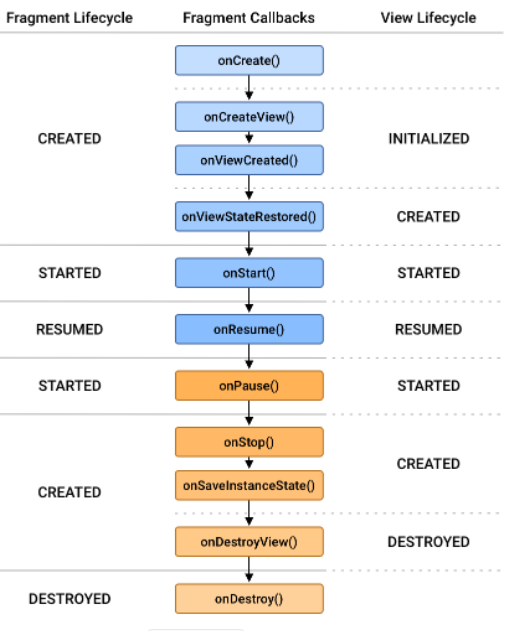 Fragment Lifecycle Fragment Callbacks View Lifecycle
onCreate()
onCreateView()
CREATED INITIALIZED
onViewCreated()
onViewStateRestored() CREATED
STARTED onStart() STARTED
RESUMED onResume() RESUMED
STARTED onPause() STARTED
onStop()
CREATED
onSaveInstanceState()
CREATED
onDestroyView() DESTROYED
DESTROYED onDestroy()